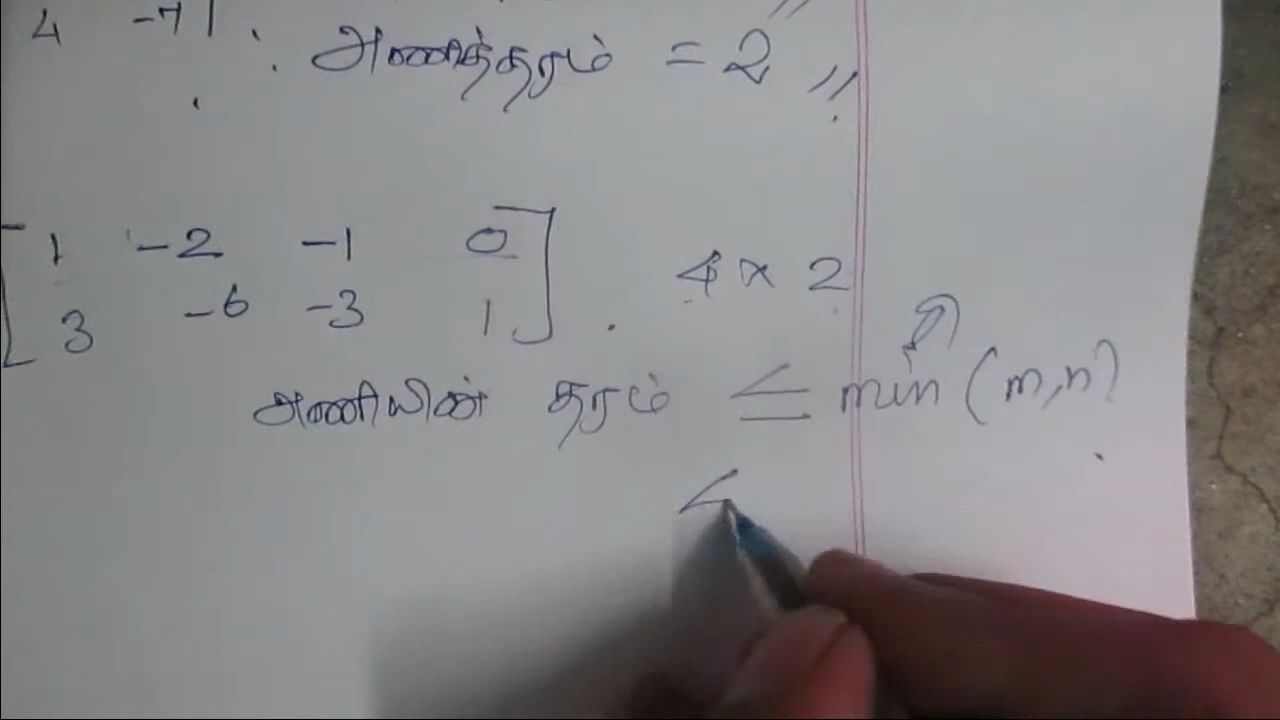 4 -7| . அணித்தரம் = 2 //
[ 1 -2 -1 0
3 -6 -3 1 ] . 4 x 2
அணியின் தரம் ≤ min (m,n)
<